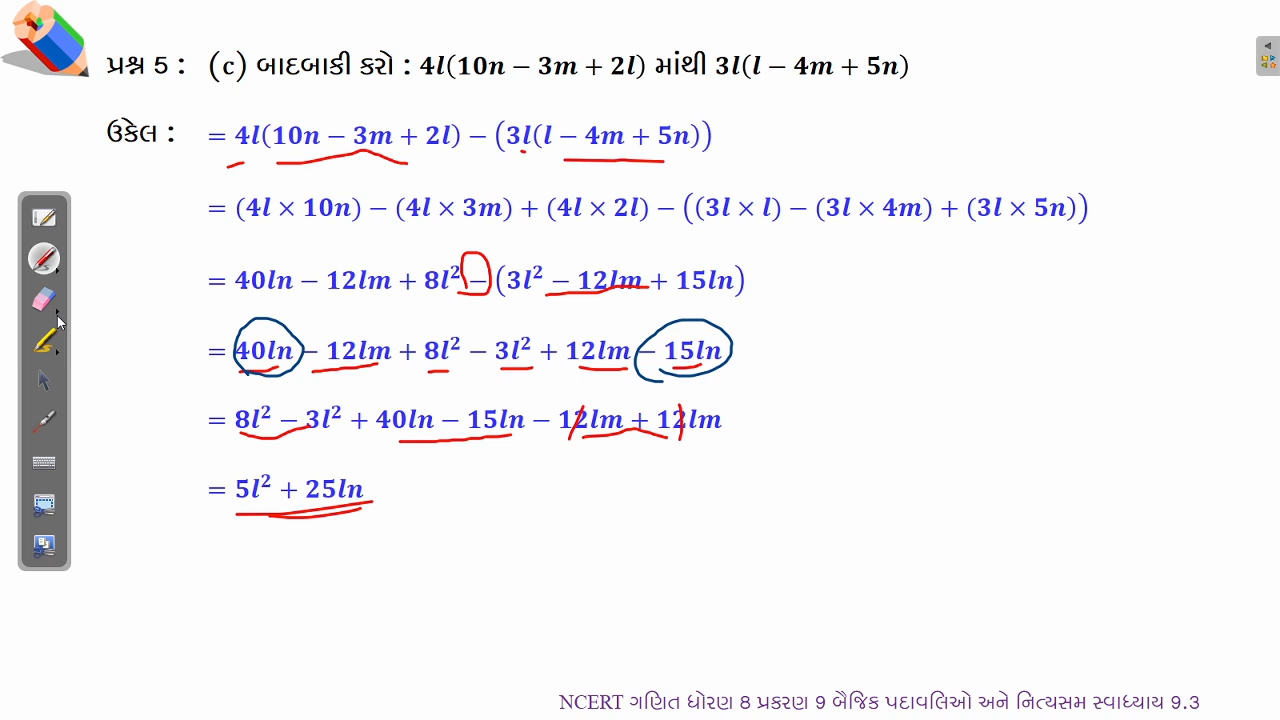 પ્રશ્ન 5 : (c) બાદબાકી કરો : 4l(10n − 3m + 2l) માંથી 3l(l − 4m + 5n)
ઉકેલ : = 4l(10n − 3m + 2l) − (3l(l − 4m + 5n))
= (4l × 10n) − (4l × 3m) + (4l × 2l) − ((3l × l) − (3l × 4m) + (3l × 5n))
= 40ln − 12lm + 8l² − (3l² − 12lm + 15ln)
= 40ln − 12lm + 8l² − 3l² + 12lm − 15ln
= 8l² − 3l² + 40ln − 15ln − 12lm + 12lm
= 5l² + 25ln
NCERT ગણિત ધોરણ 8 પ્રકરણ 9 બૈજિક પદાવલિઓ અને નિત્યસમ સ્વાધ્યાય 9.3